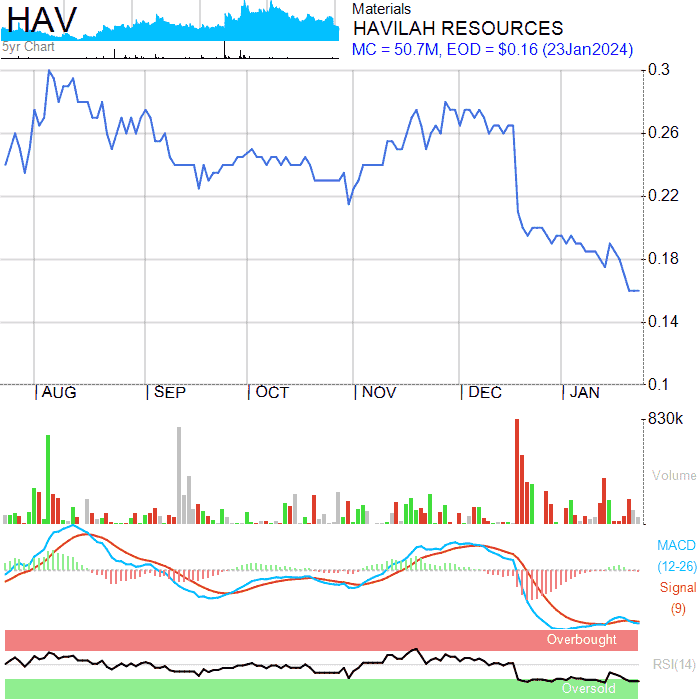 HAV
5yr Chart
Materials
HAVILAH RESOURCES
MC = 50.7M, EOD = $0.16 (23Jan2024)
0.3
0.26
0.22
0.18
0.14
0.1
AUG SEP OCT NOV DEC JAN
830k
Volume
MACD
(12-26)
Signal
(9)
Overbought
RSI(14)
Oversold